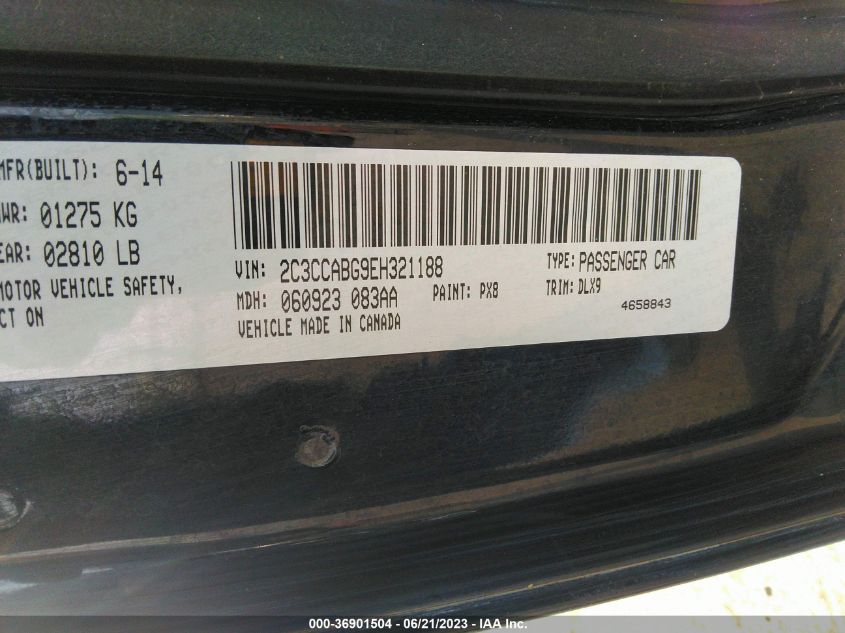 MFR(BUILT): 6-14
WR: 01275 KG
EAR: 02810 LB
MOTOR VEHICLE SAFETY,
CT ON
VIN: 2C3CCABG9EH321188
TYPE: PASSENGER CAR
MDH: 060923 083AA
PAINT: PX8
TRIM: DLX9
VEHICLE MADE IN CANADA
4658843
000-36901504 - 06/21/2023 - IAA Inc.